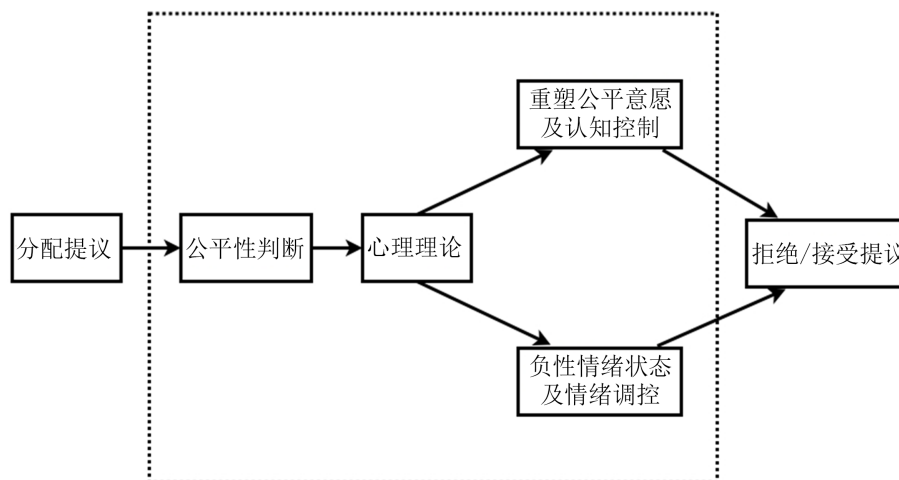 重塑公平意愿
及认知控制
分配提议
公平性判断
心理理论
拒绝/接受提议
负性情绪状态
及情绪调控